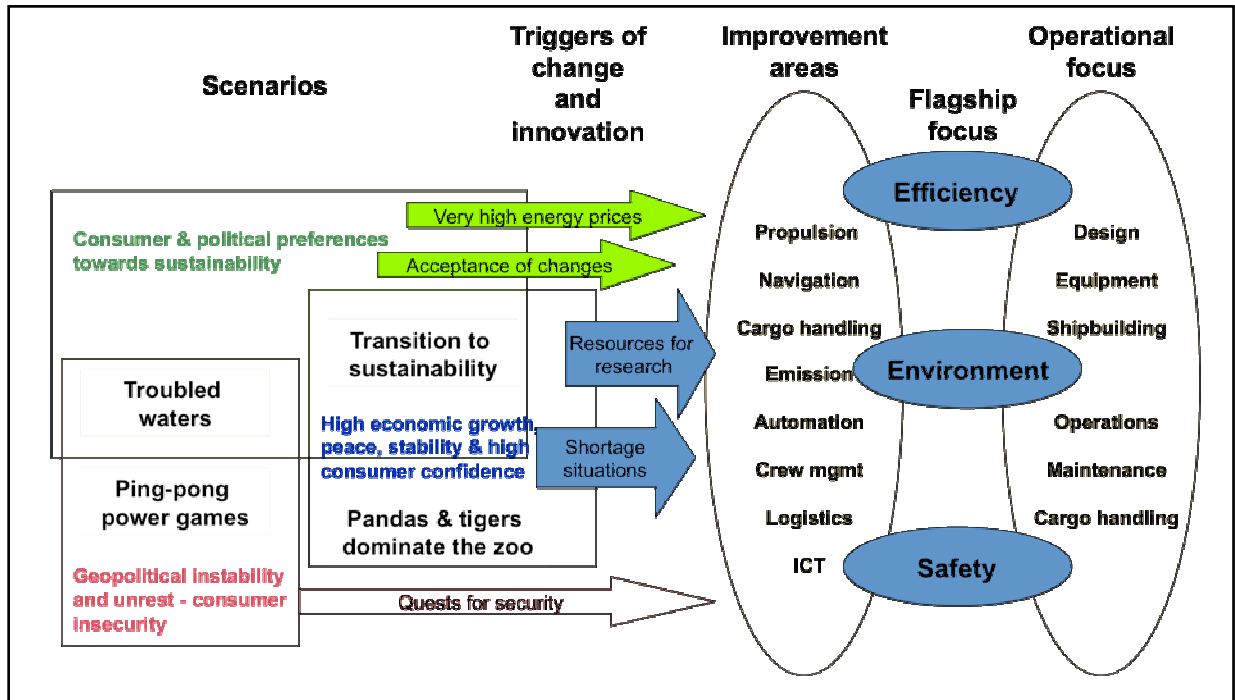 Scenarios
Triggers of
change
and
innovation
Improvement
areas
Flagship
focus
Operational
focus
Consumer & political preferences
towards sustainability
Very high energy prices
Acceptance of changes
Transition to
sustainability
Troubled
waters
High economic growth,
peace, stability & high
consumer confidence
Resources for
research
Shortage
situations
Ping-pong
power games
Pandas & tigers
dominate the zoo
Geopolitical instability
and unrest - consumer
insecurity
Quests for security
Propulsion
Navigation
Cargo handling
Emission
Automation
Crew mgmt
Logistics
ICT
Efficiency
Environment
Safety
Design
Equipment
Shipbuilding
Operations
Maintenance
Cargo handling